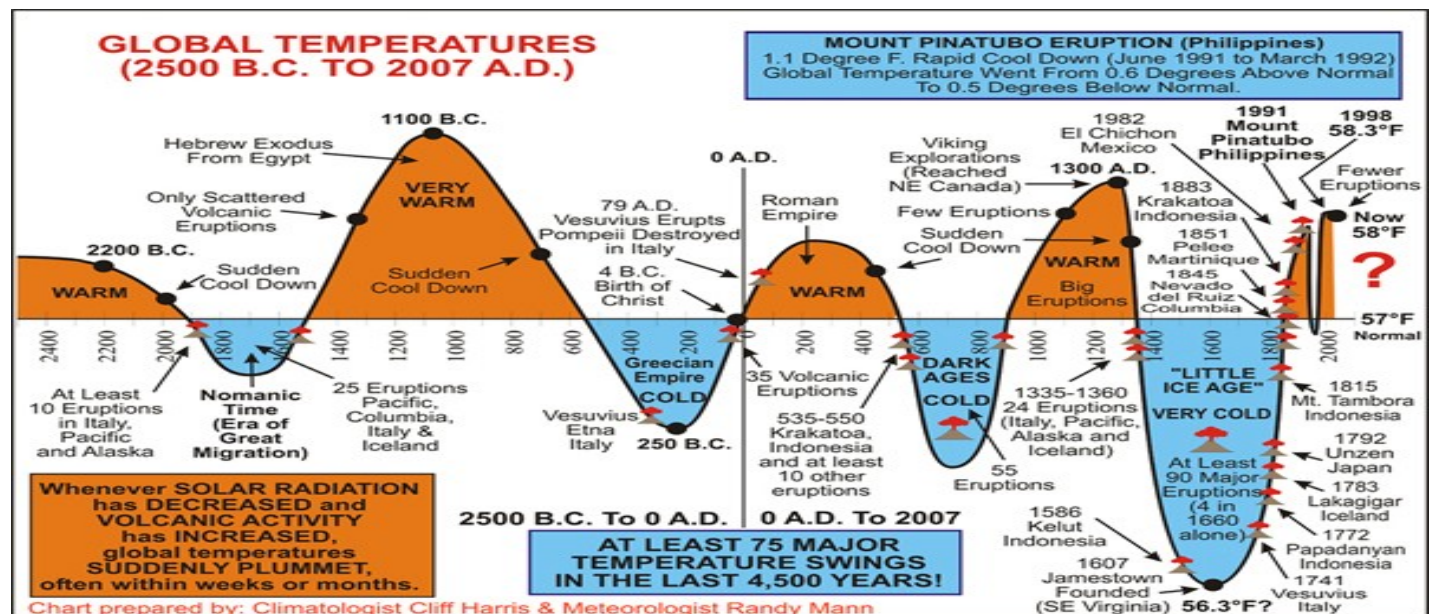 GLOBAL TEMPERATURES
(2500 B.C. TO 2007 A.D.)
MOUNT PINATUBO ERUPTION (Philippines)
1.1 Degree F. Rapid Cool Down (June 1991 to March 1992)
Global Temperature Went From 0.6 Degrees Above Normal
To 0.5 Degrees Below Normal.
2200 B.C.
WARM
Sudden
Cool Down
Only Scattered
Volcanic
Eruptions
Hebrew Exodus
From Egypt
1100 B.C.
VERY
WARM
Sudden
Cool Down
79 A.D.
Vesuvius Erupts
Pompeii Destroyed
in Italy
4 B.C.
Birth of
Christ
0 A.D.
Roman
Empire
WARM
Sudden
Cool Down
Few Eruptions
Viking
Explorations
(Reached
NE Canada)
1300 A.D.
WARM
Big
Eruptions
1982
El Chichon
Mexico
1883
Krakatoa
Indonesia
1851
Pelee
Martinique
1845
Nevado
del Ruiz
Columbia
1991
Mount
Pinatubo
Philippines
1998
58.3°F
Fewer
Eruptions
Now
58°F
?
57°F
Normal
2400
2200
2000
1800
1600
1400
1200
1000
800
600
400
200
0
200
400
600
800
1000
1200
1400
1600
1800
2000
At Least
10 Eruptions
in Italy,
Pacific
and Alaska
Nomanic
Time
(Era of
Great
Migration)
25 Eruptions
Pacific,
Columbia,
Italy &
Iceland
Vesuvius
Etna
Italy
Greecian
Empire
COLD
250 B.C.
35 Volcanic
Eruptions
535-550
Krakatoa,
Indonesia
and at least
10 other
eruptions
DARK
AGES
COLD
55
Eruptions
1335-1360
24 Eruptions
(Italy, Pacific,
Alaska and
Iceland)
"LITTLE
ICE AGE"
VERY COLD
At Least
90 Major
Eruptions
(4 in
1660
alone)
1815
Mt. Tambora
Indonesia
1792
Unzen
Japan
1783
Lakagigar
Iceland
1772
Papadanyan
Indonesia
1741
Vesuvius
Italy
1586
Kelut
Indonesia
1607
Jamestown
Founded
(SE Virginia)
56.3°F?
2500 B.C. To 0 A.D.
0 A.D. To 2007
Whenever SOLAR RADIATION
has DECREASED and
VOLCANIC ACTIVITY
has INCREASED,
global temperatures
SUDDENLY PLUMMET,
often within weeks or months.
AT LEAST 75 MAJOR
TEMPERATURE SWINGS
IN THE LAST 4,500 YEARS!
Chart prepared by: Climatologist Cliff Harris & Meteorologist Randy Mann